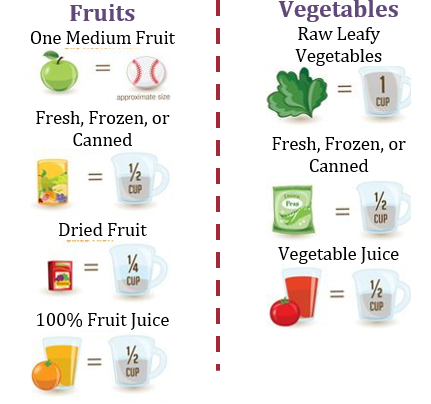 Fruits
One Medium Fruit
approximate size
Fresh, Frozen, or
Canned
1/2
CUP
Dried Fruit
1/4
CUP
100% Fruit Juice
1/2
CUP
Vegetables
Raw Leafy
Vegetables
1
CUP
Fresh, Frozen, or
Canned
Peas
1/2
CUP
Vegetable Juice
1/2
CUP